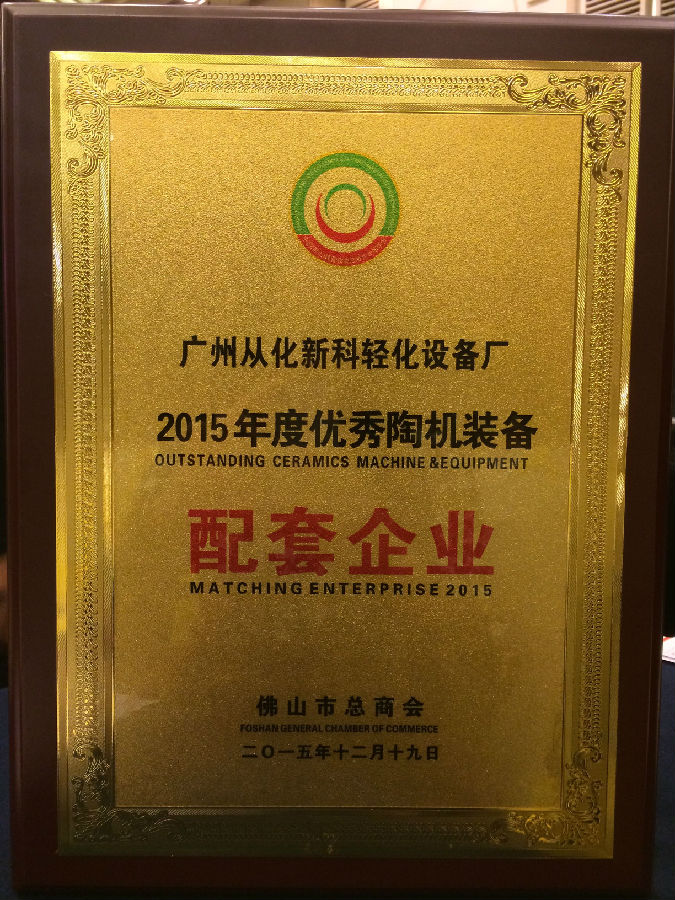 广州从化新科轻化设备厂
2015年度优秀陶机装备
OUTSTANDING CERAMICS MACHINE &EQUIPMENT
配套企业
MATCHING ENTERPRISE 2015
佛山市总商会
FOSHAN GENERAL CHAMBER OF COMMERCE
二〇一五年十二月十九日